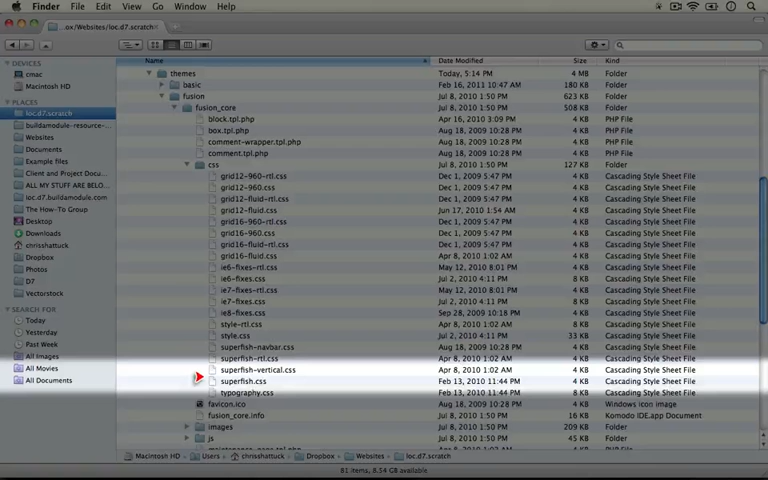 Finder File Edit View Go Window Help
...ox/Websites/loc.d7.scratch
Name Date Modified Size Kind
DEVICES
cmac
Macintosh HD
PLACES
loc.d7.scratch
buildamodule-resource-...
Websites
Documents
Example files
Client and Project Docu...
ALL MY STUFF ARE BELO...
loc.d7.buildamodule.com
The How-To Group
Desktop
Downloads
chrisshattuck
Dropbox
Photos
D7
Vectorstock
SEARCH FOR
Today
Yesterday
Past Week
All Images
All Movies
All Documents
themes Today, 5:14 PM 4 MB Folder
basic Feb 16, 2011 10:47 AM 180 KB Folder
fusion Jul 8, 2010 1:50 PM 623 KB Folder
fusion_core Jul 8, 2010 1:50 PM 508 KB Folder
block.tpl.php Apr 16, 2010 3:09 PM 4 KB PHP File
box.tpl.php Aug 18, 2009 10:28 PM 4 KB PHP File
comment-wrapper.tpl.php Aug 18, 2009 10:28 PM 4 KB PHP File
comment.tpl.php Aug 18, 2009 10:28 PM 4 KB PHP File
css Jul 8, 2010 1:50 PM 127 KB Folder
grid12-960-rtl.css Dec 1, 2009 5:47 PM 4 KB Cascading Style Sheet File
grid12-960.css Dec 1, 2009 5:47 PM 4 KB Cascading Style Sheet File
grid12-fluid.css Jun 17, 2010 1:54 AM 4 KB Cascading Style Sheet File
grid16-960-rtl.css Dec 1, 2009 5:47 PM 4 KB Cascading Style Sheet File
grid16-960.css Dec 1, 2009 5:47 PM 4 KB Cascading Style Sheet File
grid16-fluid-rtl.css Dec 1, 2009 5:47 PM 4 KB Cascading Style Sheet File
grid16-fluid.css Apr 8, 2010 1:02 AM 4 KB Cascading Style Sheet File
ie6-fixes-rtl.css May 12, 2010 8:01 PM 4 KB Cascading Style Sheet File
ie6-fixes.css Jul 2, 2010 4:11 PM 8 KB Cascading Style Sheet File
ie7-fixes-rtl.css May 12, 2010 8:01 PM 4 KB Cascading Style Sheet File
ie7-fixes.css Jul 2, 2010 4:11 PM 8 KB Cascading Style Sheet File
ie8-fixes.css Sep 28, 2009 10:18 PM 4 KB Cascading Style Sheet File
style-rtl.css Apr 8, 2010 1:02 AM 8 KB Cascading Style Sheet File
style.css Jul 2, 2010 4:11 PM 33 KB Cascading Style Sheet File
superfish-navbar.css Aug 18, 2009 10:28 PM 4 KB Cascading Style Sheet File
superfish-rtl.css Apr 8, 2010 1:02 AM 4 KB Cascading Style Sheet File
superfish-vertical.css Apr 8, 2010 1:02 AM 4 KB Cascading Style Sheet File
superfish.css Feb 13, 2010 11:44 PM 4 KB Cascading Style Sheet File
typography.css Feb 13, 2010 11:44 PM 8 KB Cascading Style Sheet File
favicon.ico Aug 18, 2009 10:28 PM 4 KB Windows icon image
fusion_core.info Jul 8, 2010 1:50 PM 16 KB Komodo IDE.app Document
images Jul 8, 2010 1:50 PM 209 KB Folder
js Jul 8, 2010 1:50 PM 45 KB Folder
Macintosh HD Users chrisshattuck Dropbox Websites loc.d7.scratch
81 items, 8.54 GB available